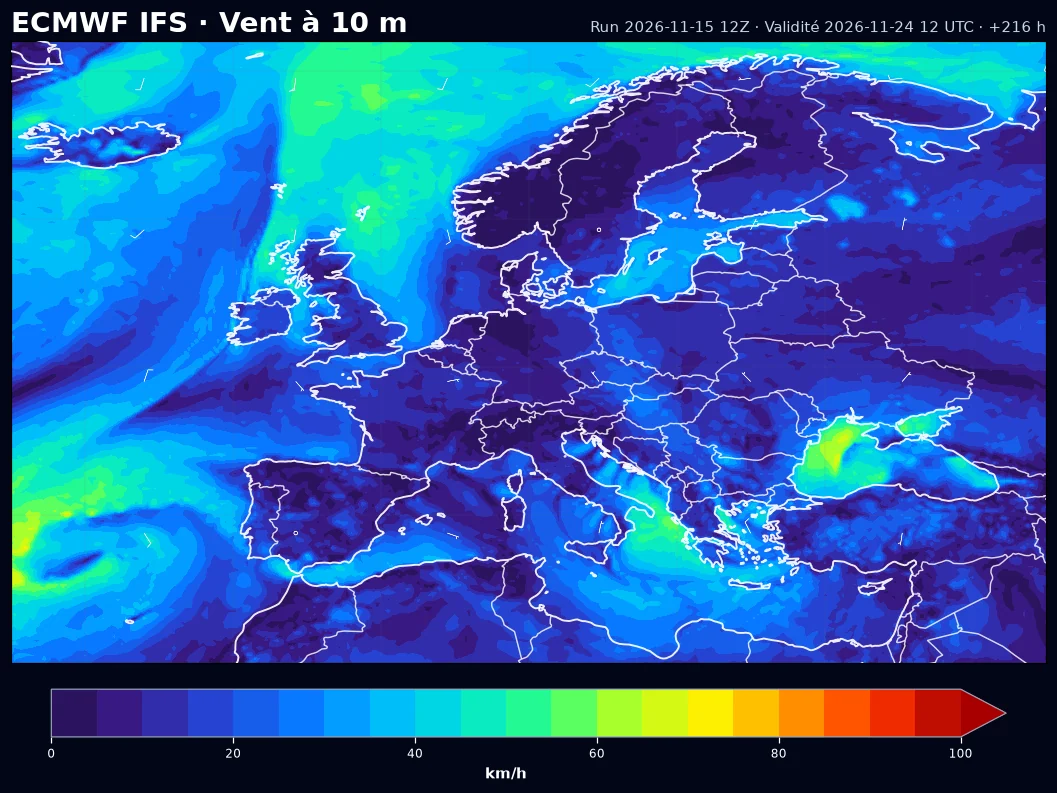 ECMWF IFS · Vent à 10 m
Run 2026-11-15 12Z · Validité 2026-11-24 12 UTC · +216 h
0 20 40 60 80 100
km/h